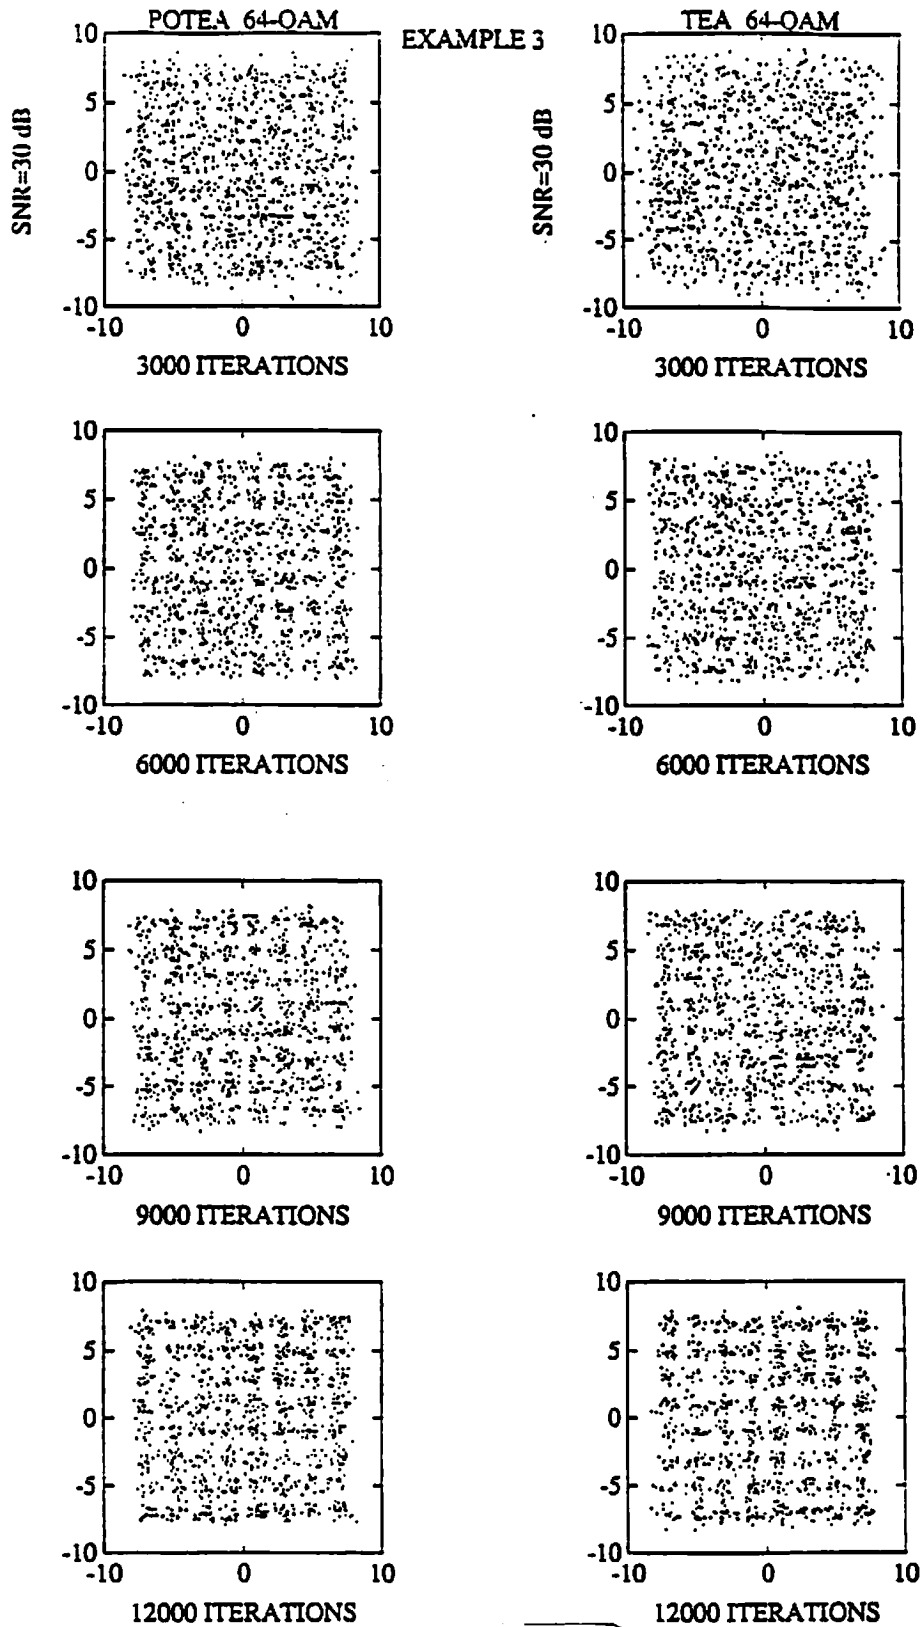 POTEA 64-QAM
EXAMPLE 3
TEA 64-QAM
SNR=30 dB
10
5
0
-5
-10
-10 0 10
3000 ITERATIONS
SNR=30 dB
10
5
0
-5
-10
-10 0 10
3000 ITERATIONS
10
5
0
-5
-10
-10 0 10
6000 ITERATIONS
10
5
0
-5
-10
-10 0 10
6000 ITERATIONS
10
5
0
-5
-10
-10 0 10
9000 ITERATIONS
10
5
0
-5
-10
-10 0 10
9000 ITERATIONS
10
5
0
-5
-10
-10 0 10
12000 ITERATIONS
10
5
0
-5
-10
-10 0 10
12000 ITERATIONS